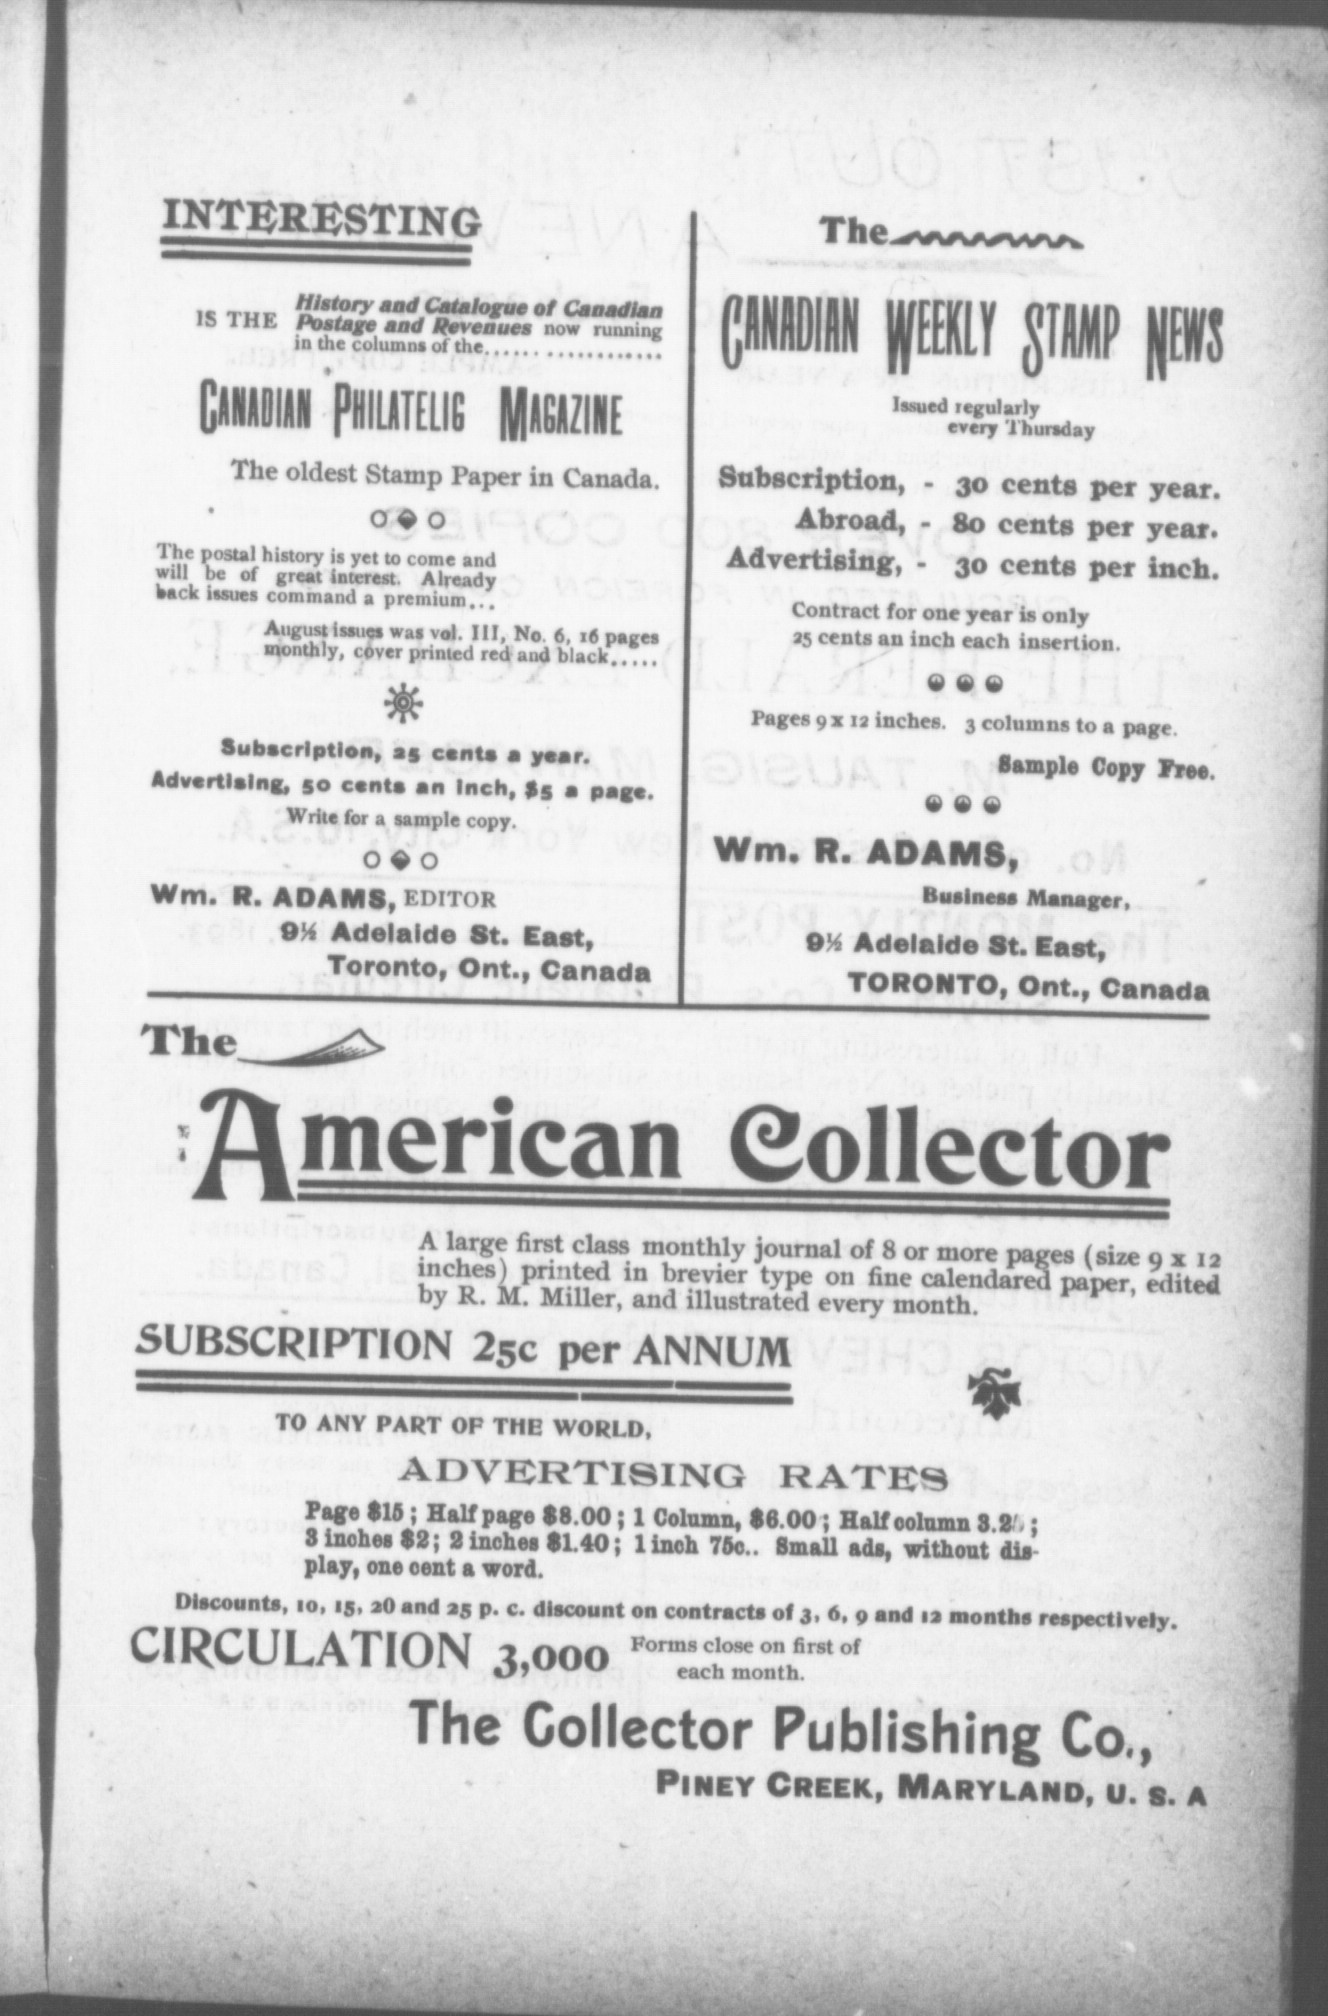 INTERESTING
IS THE History and Catalogue of Canadian
Postage and Revenues now running
in the columns of the....................
CANADIAN PHILATELIG MAGAZINE
The oldest Stamp Paper in Canada.
The postal history is yet to come and
will be of great interest. Already
back issues command a premium...
August issues was vol. III, No. 6, 16 pages
monthly, cover printed red and black.....
Subscription, 25 cents a year.
Advertising, 50 cents an inch, $5 a page.
Write for a sample copy.
Wm. R. ADAMS, EDITOR
9½ Adelaide St. East,
Toronto, Ont., Canada
The
CANADIAN WEEKLY STAMP NEWS
Issued regularly
every Thursday
Subscription, - 30 cents per year.
Abroad, - 80 cents per year.
Advertising, - 30 cents per inch.
Contract for one year is only
25 cents an inch each insertion.
Pages 9 x 12 inches. 3 columns to a page.
Sample Copy Free.
Wm. R. ADAMS,
Business Manager,
9½ Adelaide St. East,
TORONTO, Ont., Canada
The
American Collector
A large first class monthly journal of 8 or more pages (size 9 x 12
inches) printed in brevier type on fine calendared paper, edited
by R. M. Miller, and illustrated every month.
SUBSCRIPTION 25c per ANNUM
TO ANY PART OF THE WORLD,
ADVERTISING RATES
Page $15; Half page $8.00; 1 Column, $6.00; Half column 3.25;
3 inches $2; 2 inches $1.40; 1 inch 75c.. Small ads, without dis-
play, one cent a word.
Discounts, 10, 15, 20 and 25 p. c. discount on contracts of 3, 6, 9 and 12 months respectively.
CIRCULATION 3,000 Forms close on first of
each month.
The Collector Publishing Co.,
PINEY CREEK, MARYLAND, U. S. A